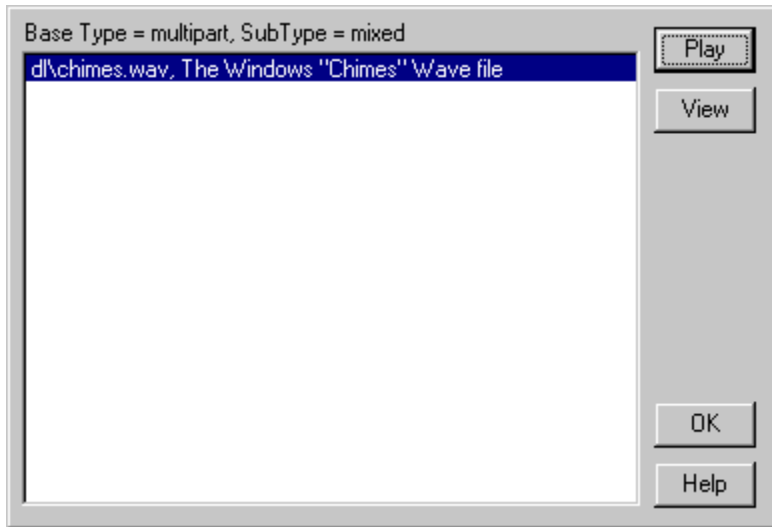 Base Type = multipart, SubType = mixed
dl\chimes.wav, The Windows "Chimes" Wave file
Play
View
OK
Help